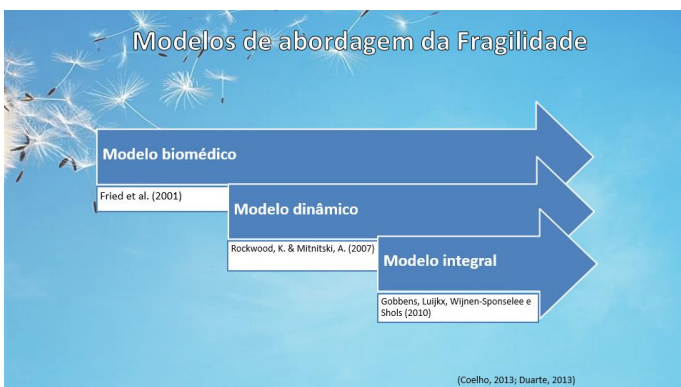 Modelos de abordagem da Fragilidade
Modelo biomédico
Fried et al. (2001)
Modelo dinâmico
Rockwood, K. & Mitnitski, A. (2007)
Modelo integral
Gobbens, Luijkx, Wijnen-Sponselee e
Shols (2010)
(Coelho, 2013; Duarte, 2013)